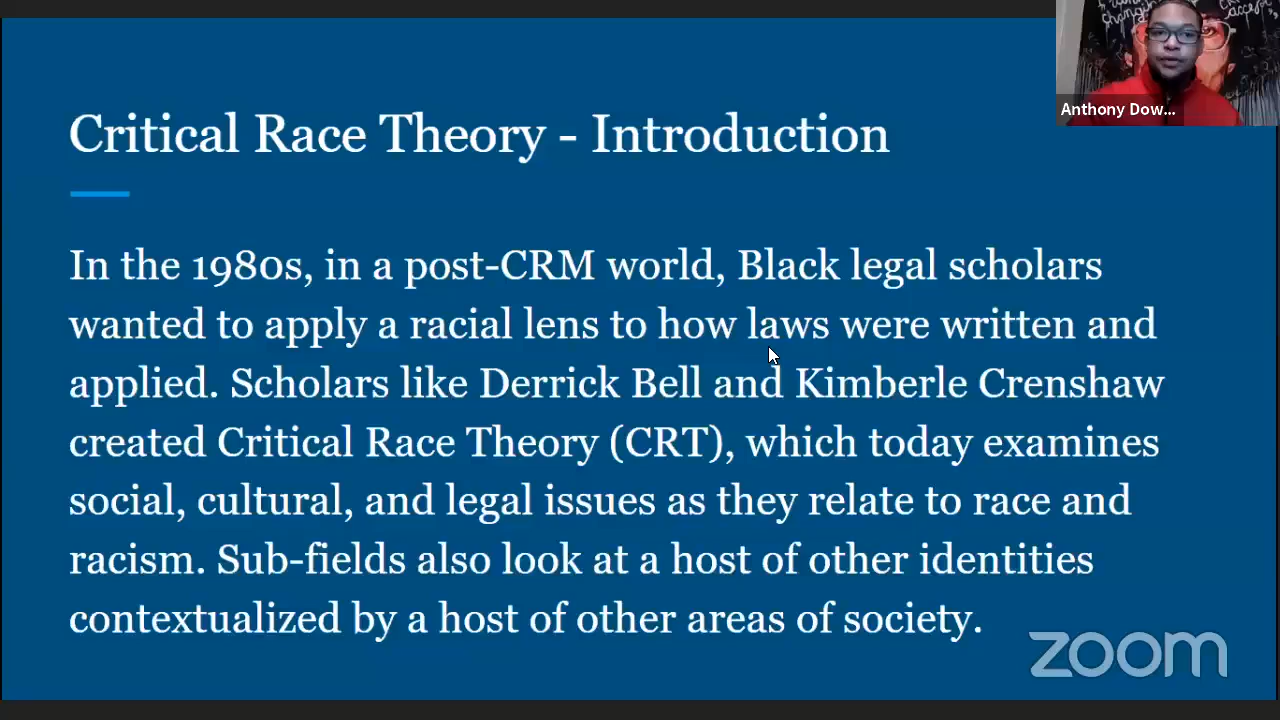 Critical Race Theory - Introduction
In the 1980s, in a post-CRM world, Black legal scholars
wanted to apply a racial lens to how laws were written and
applied. Scholars like Derrick Bell and Kimberle Crenshaw
created Critical Race Theory (CRT), which today examines
social, cultural, and legal issues as they relate to race and
racism. Sub-fields also look at a host of other identities
contextualized by a host of other areas of society.
Anthony Dow...
zoom